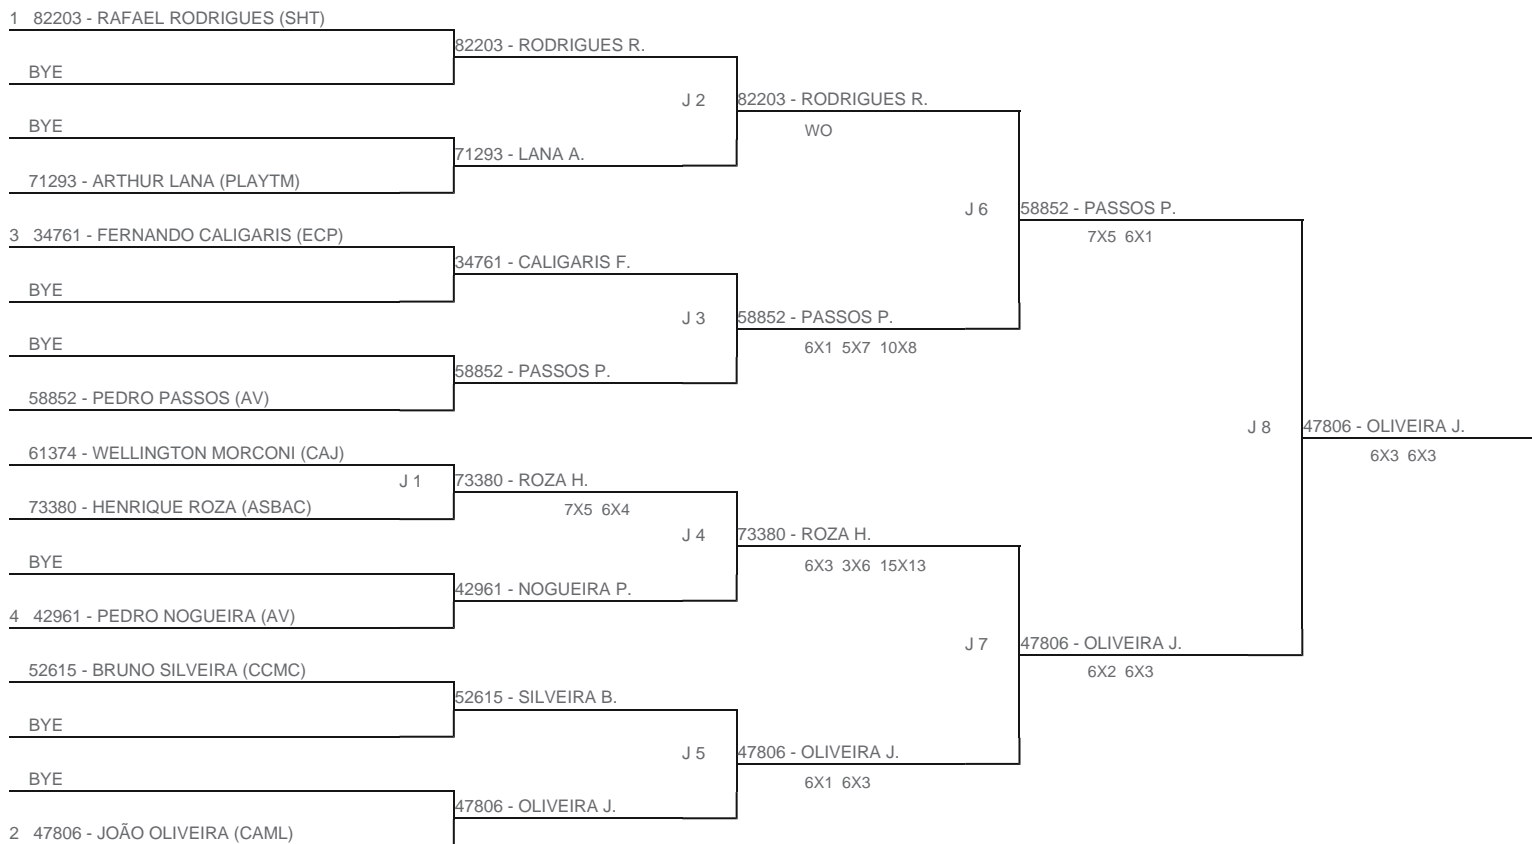 1 82203 - RAFAEL RODRIGUES (SHT)
82203 - RODRIGUES R.
BYE
J 2
82203 - RODRIGUES R.
WO
BYE
71293 - LANA A.
71293 - ARTHUR LANA (PLAYTM)
J 6
58852 - PASSOS P.
7X5 6X1
3 34761 - FERNANDO CALIGARIS (ECP)
34761 - CALIGARIS F.
BYE
J 3
58852 - PASSOS P.
6X1 5X7 10X8
BYE
58852 - PASSOS P.
58852 - PEDRO PASSOS (AV)
J 8
47806 - OLIVEIRA J.
6X3 6X3
61374 - WELLINGTON MORCONI (CAJ)
J 1
73380 - ROZA H.
7X5 6X4
73380 - HENRIQUE ROZA (ASBAC)
J 4
73380 - ROZA H.
6X3 3X6 15X13
BYE
42961 - NOGUEIRA P.
4 42961 - PEDRO NOGUEIRA (AV)
J 7
47806 - OLIVEIRA J.
6X2 6X3
52615 - BRUNO SILVEIRA (CCMC)
52615 - SILVEIRA B.
BYE
J 5
47806 - OLIVEIRA J.
6X1 6X3
BYE
47806 - OLIVEIRA J.
2 47806 - JOÃO OLIVEIRA (CAML)